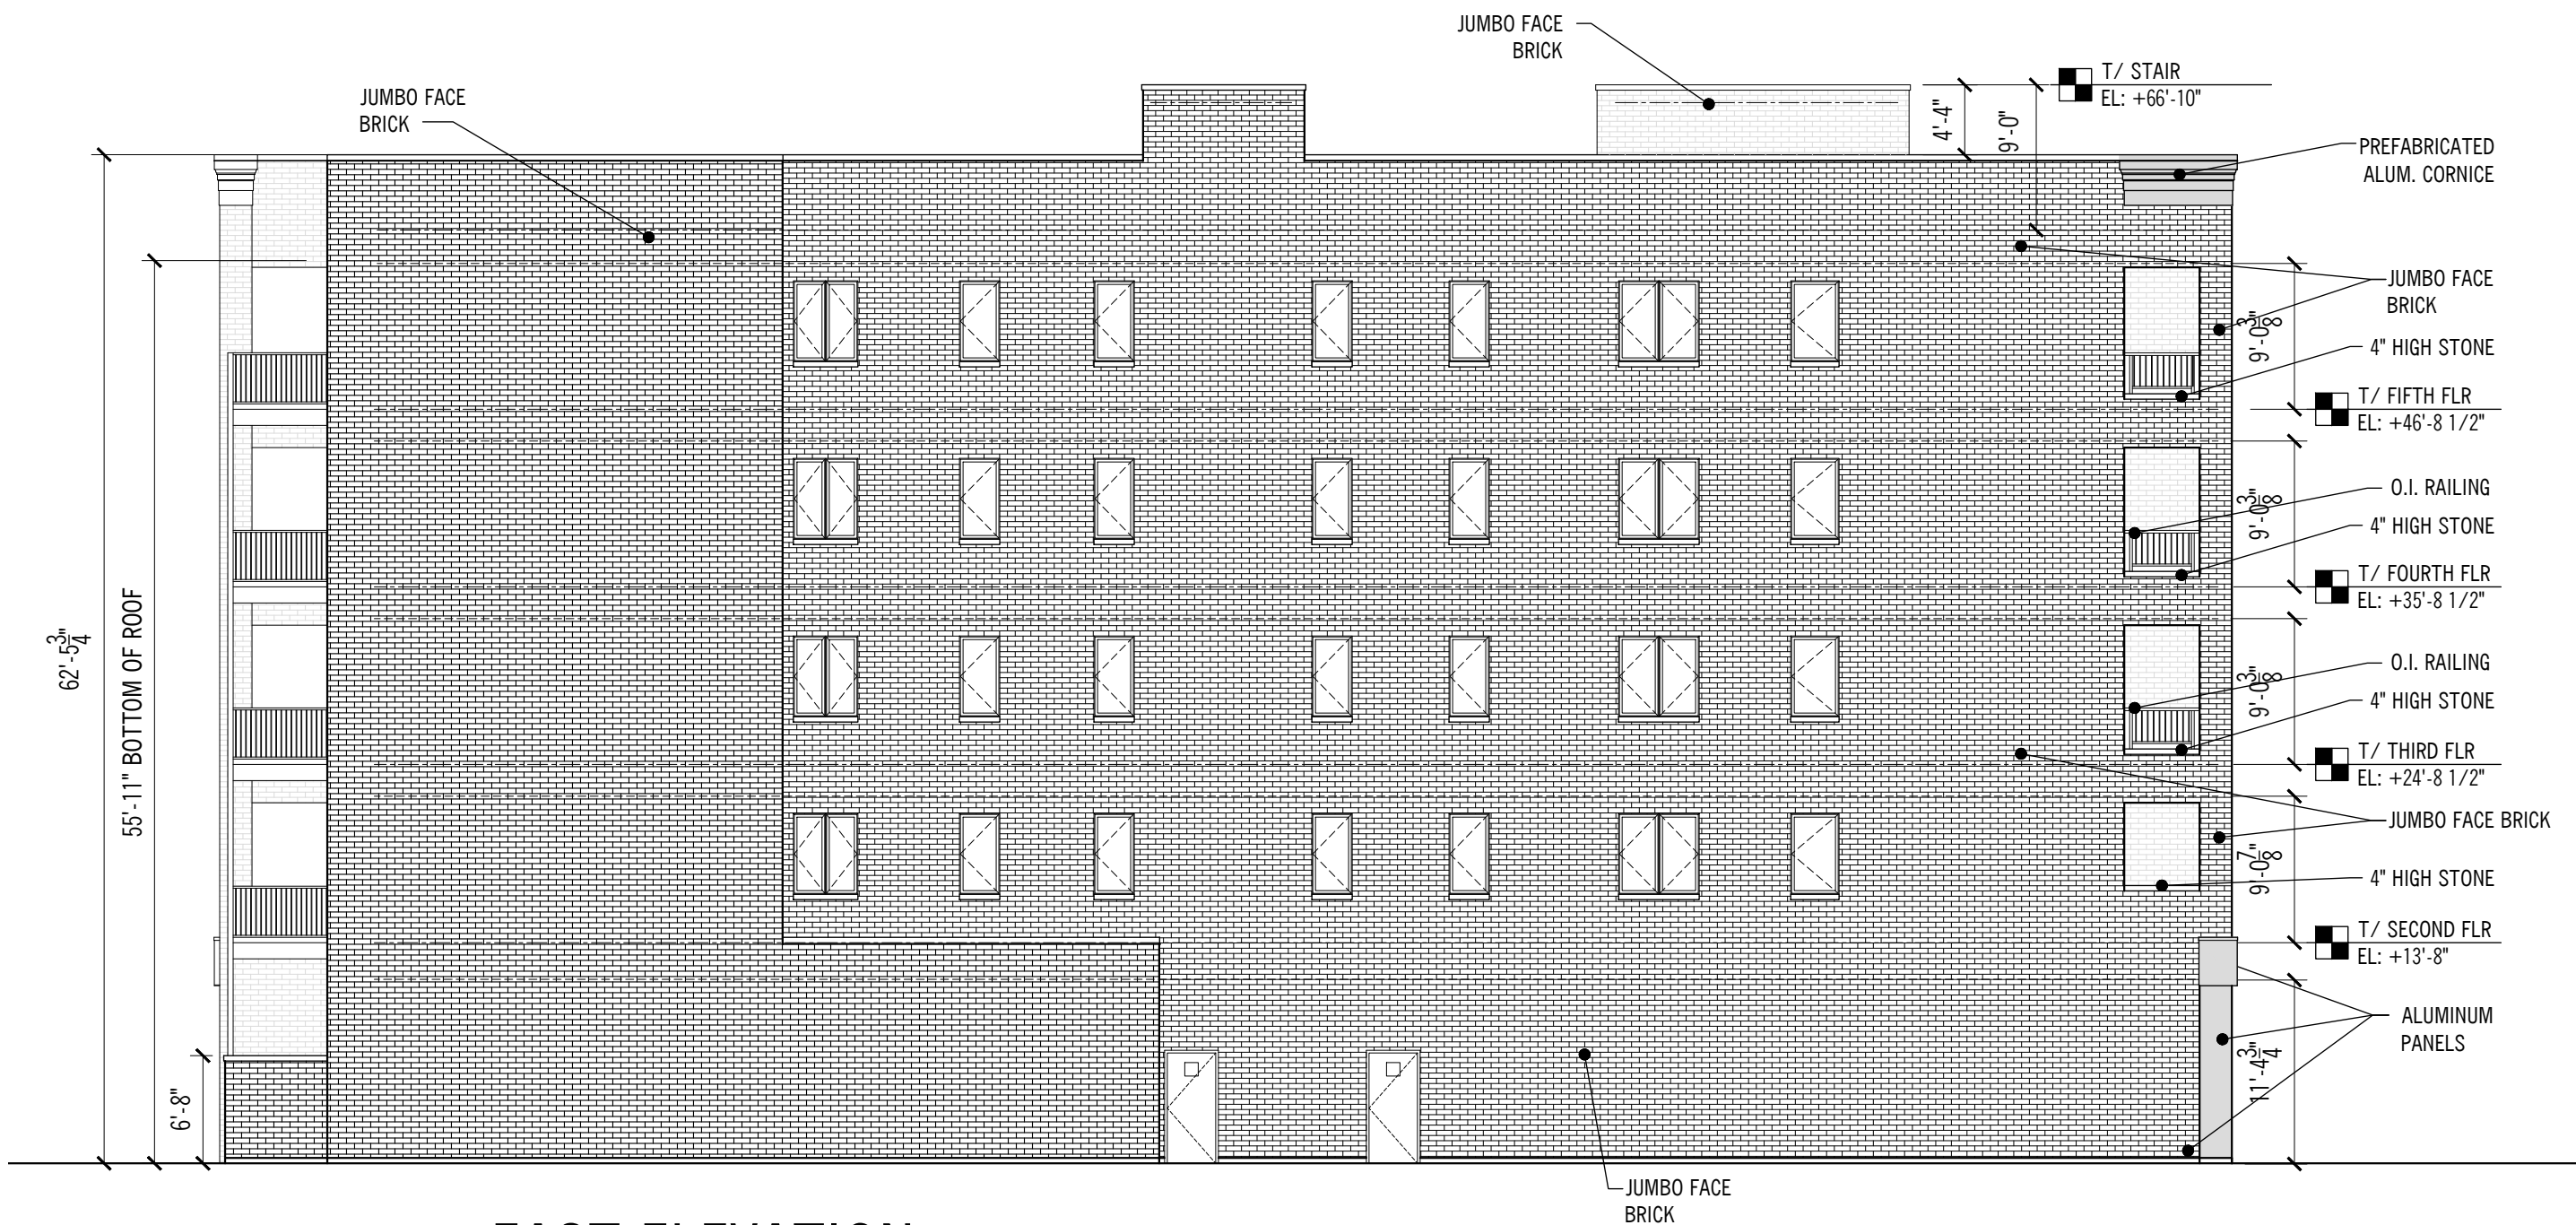 JUMBO FACE
BRICK
JUMBO FACE
BRICK
T/ STAIR
EL: +66'-10"
4'-4"
9'-0"
PREFABRICATED
ALUM. CORNICE
JUMBO FACE
BRICK
9'-0 3/8"
4" HIGH STONE
T/ FIFTH FLR
EL: +46'-8 1/2"
O.I. RAILING
9'-0 3/8"
4" HIGH STONE
T/ FOURTH FLR
EL: +35'-8 1/2"
62'-5 3/4"
55'-11" BOTTOM OF ROOF
O.I. RAILING
9'-0 3/8"
4" HIGH STONE
T/ THIRD FLR
EL: +24'-8 1/2"
JUMBO FACE BRICK
9'-0 7/8"
4" HIGH STONE
T/ SECOND FLR
EL: +13'-8"
ALUMINUM
PANELS
11'-4 3/4"
6'-8"
JUMBO FACE
BRICK
EAST ELEVATION